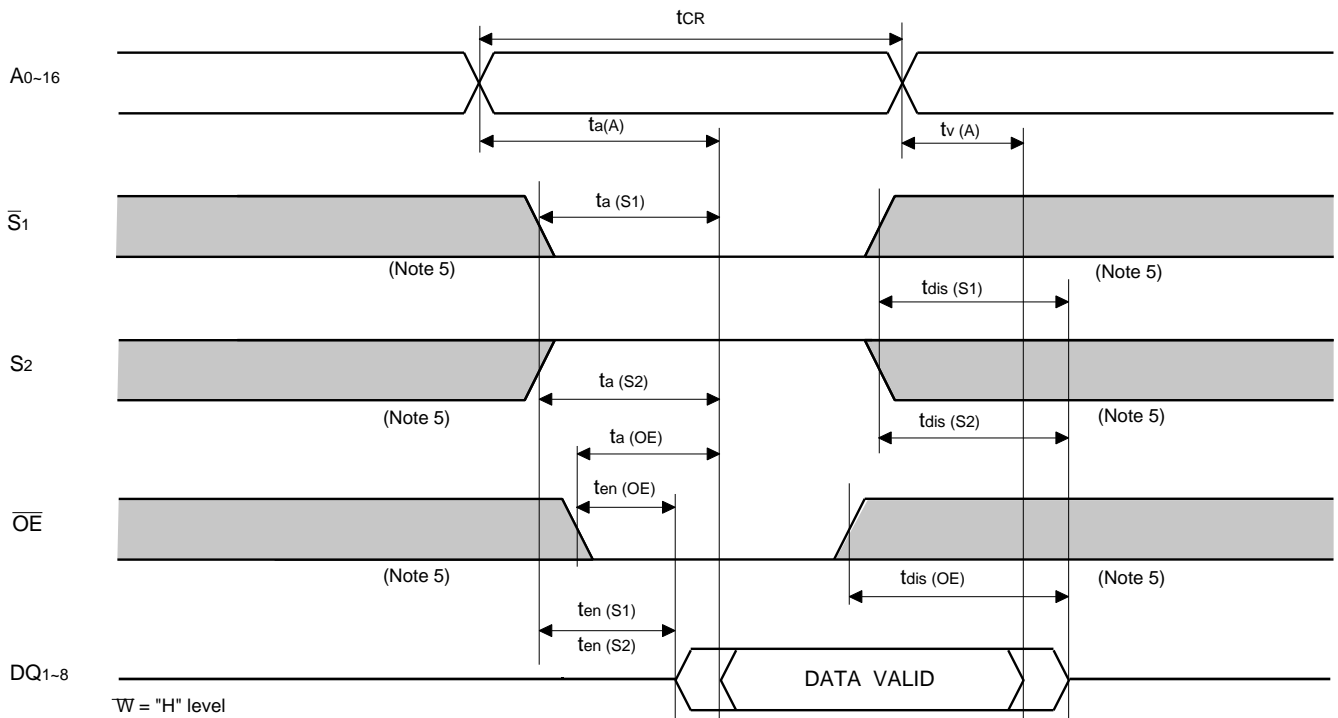 tCR
A0~16
ta(A)
tv (A)
S̅1
ta (S1)
(Note 5)
(Note 5)
tdis (S1)
S2
ta (S2)
(Note 5)
(Note 5)
tdis (S2)
ta (OE)
ten (OE)
O̅E̅
(Note 5)
(Note 5)
tdis (OE)
ten (S1)
ten (S2)
DQ1~8
DATA VALID
W̅ = "H" level